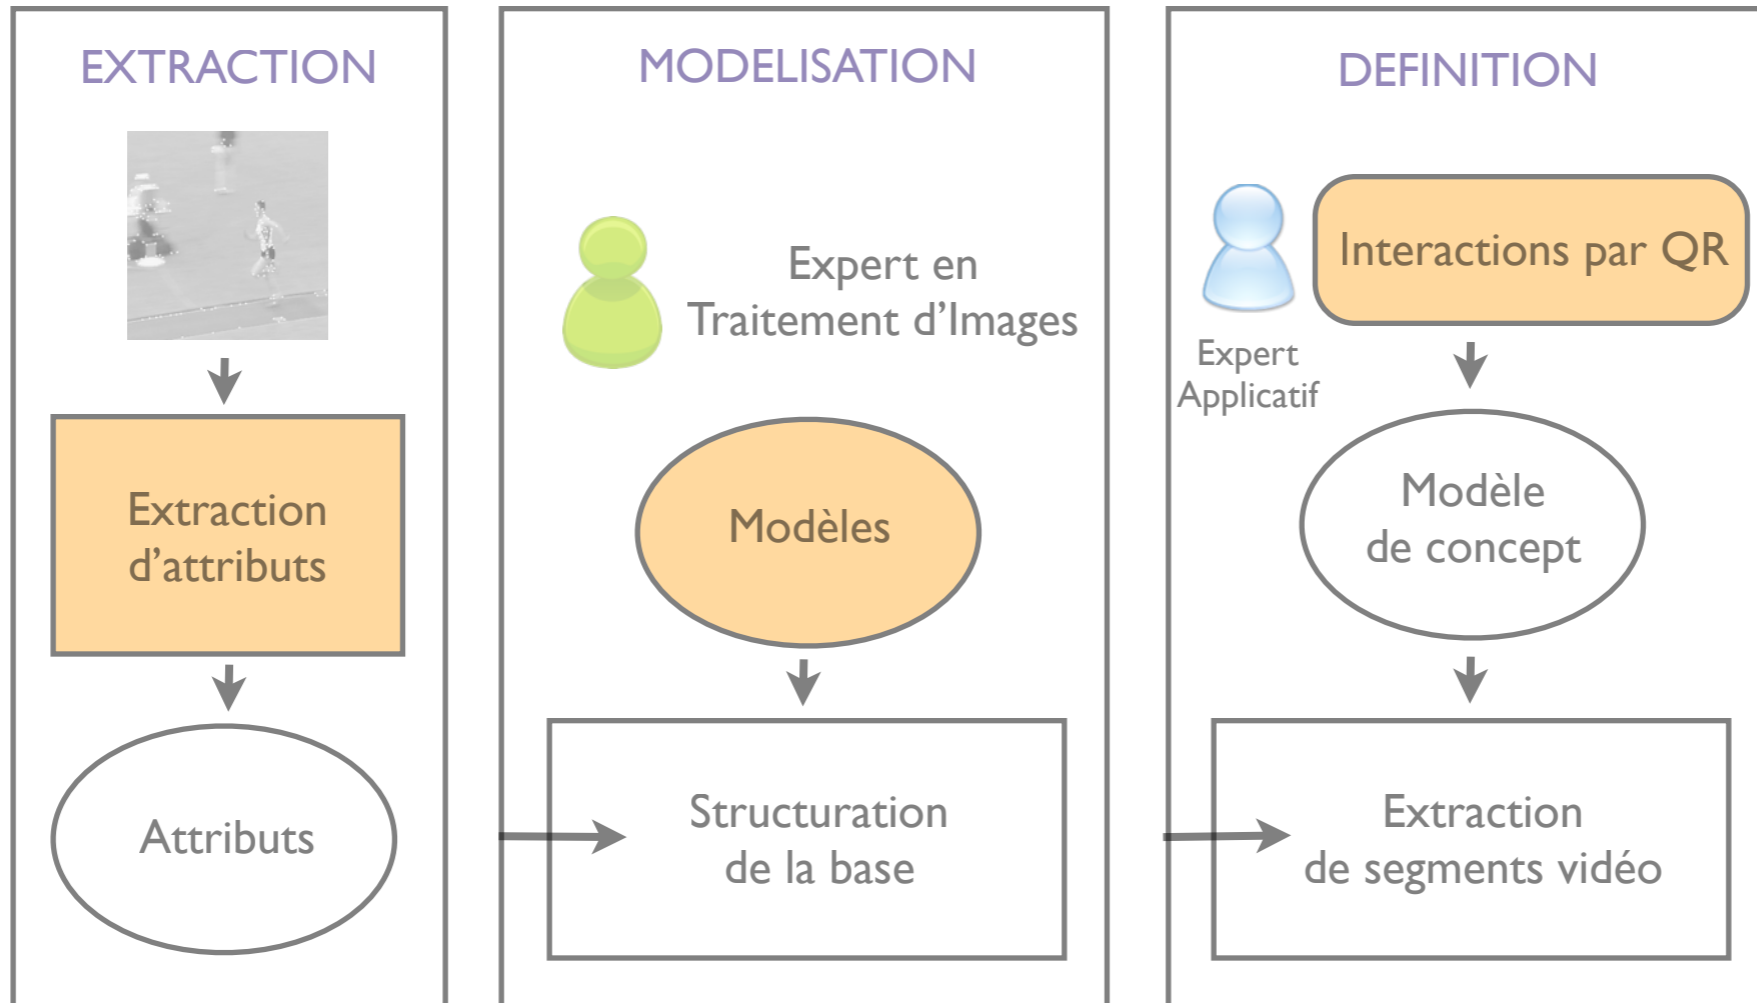 EXTRACTION
Extraction
d'attributs
Attributs
MODELISATION
Expert en
Traitement d'Images
Modèles
Structuration
de la base
DEFINITION
Interactions par QR
Expert
Applicatif
Modèle
de concept
Extraction
de segments vidéo